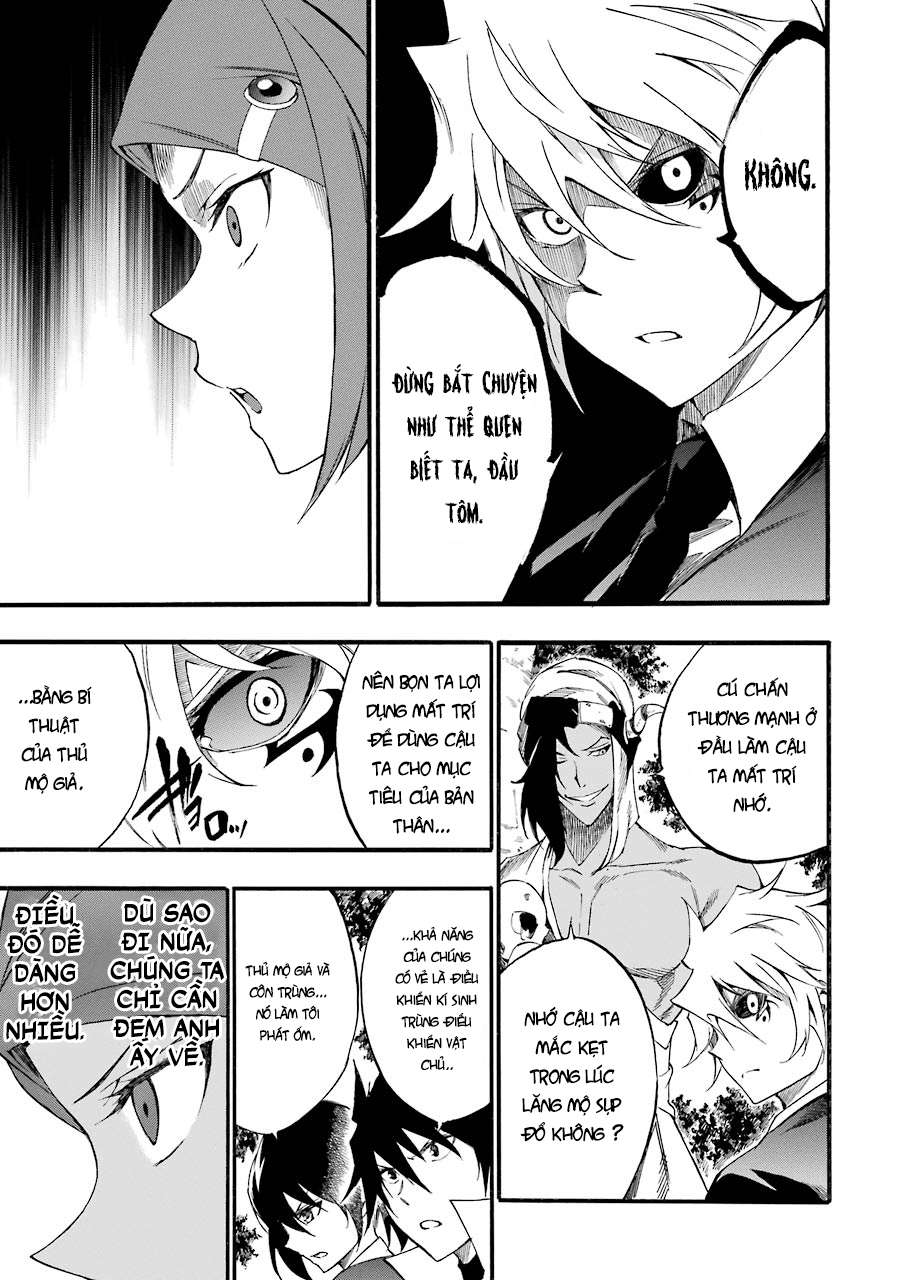 KHÔNG.
ĐỪNG BẮT CHUYỆN
NHƯ THỂ QUEN
BIẾT TA, ĐẦU
TÔM.
CÚ CHẤN
THƯƠNG MẠNH Ở
ĐẦU LÀM CẬU
TA MẤT TRÍ
NHỚ.
NHỚ CẬU TA
MẮC KẸT
TRONG LÚC
LĂNG MỘ SỤP
ĐỔ KHÔNG ?
NÊN BỌN TA LỢI
DỤNG MẤT TRÍ
ĐỂ DÙNG CẬU
TA CHO MỤC
TIÊU CỦA BẢN
THÂN...
...BẰNG BÍ
THUẬT
CỦA THỦ
MỘ GIẢ.
...KHẢ NĂNG
CỦA CHÚNG
CÓ VẺ LÀ ĐIỀU
KHIỂN KÍ SINH
TRÙNG ĐIỀU
KHIỂN VẬT
CHỦ..
THỦ MỘ GIẢ VÀ
CÔN TRÙNG...
NÓ LÀM TÔI
PHÁT ỐM.
DÙ SAO
ĐI NỮA,
CHÚNG TA
CHỈ CẦN
ĐEM ANH
ẤY VỀ.
ĐIỀU
ĐÓ DỄ
DÀNG
HƠN
NHIỀU.